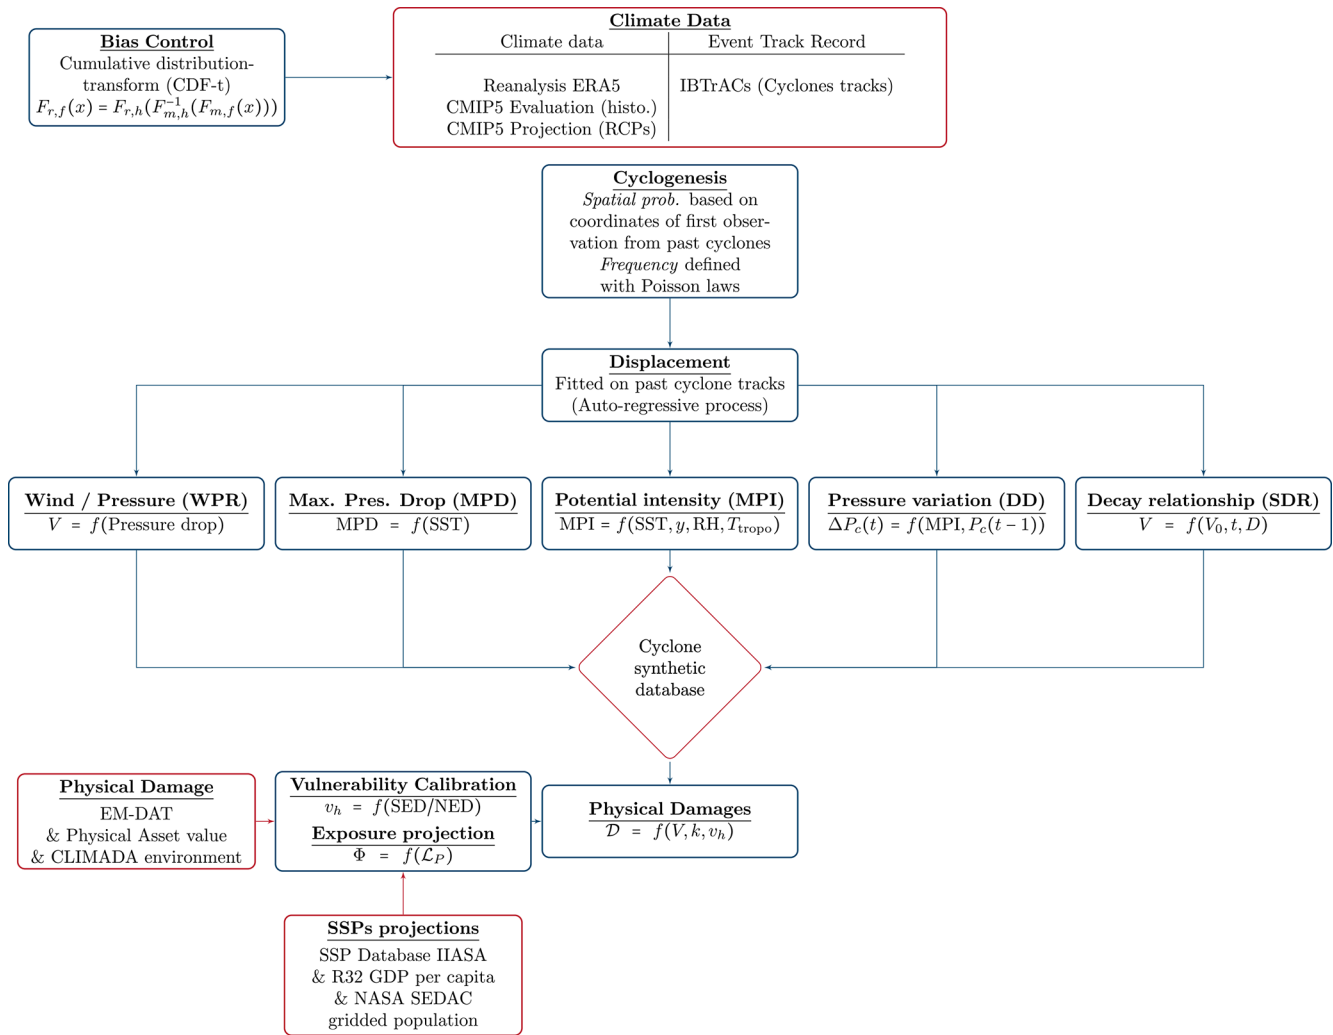 Bias Control
Cumulative distribution-
transform (CDF-t)
F_{r,f}(x) = F_{r,h}(F_{m,h}^{-1}(F_{m,f}(x)))
Climate Data
Climate data
Event Track Record
Reanalysis ERA5
IBTrACs (Cyclones tracks)
CMIP5 Evaluation (histo.)
CMIP5 Projection (RCPs)
Cyclogenesis
Spatial prob. based on
coordinates of first obser-
vation from past cyclones
Frequency defined
with Poisson laws
Displacement
Fitted on past cyclone tracks
(Auto-regressive process)
Wind / Pressure (WPR)
V = f(Pressure drop)
Max. Pres. Drop (MPD)
MPD = f(SST)
Potential intensity (MPI)
MPI = f(SST, y, RH, T_{tropo})
Pressure variation (DD)
ΔP_c(t) = f(MPI, P_c(t − 1))
Decay relationship (SDR)
V = f(V_0, t, D)
Cyclone
synthetic
database
Physical Damage
EM-DAT
& Physical Asset value
& CLIMADA environment
Vulnerability Calibration
v_h = f(SED/NED)
Exposure projection
Φ = f(ℒ_P)
Physical Damages
𝒟 = f(V, k, v_h)
SSPs projections
SSP Database IIASA
& R32 GDP per capita
& NASA SEDAC
gridded population